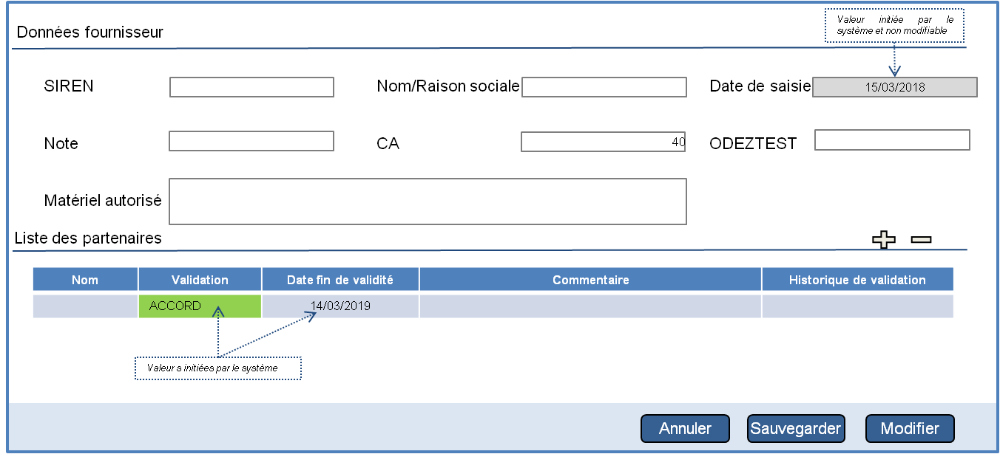 Données fournisseur
Valeur initiée par le
système et non modifiable
SIREN
Nom/Raison sociale
Date de saisie
15/03/2018
Note
CA
40
ODEZTEST
Matériel autorisé
Liste des partenaires
Nom
Validation
Date fin de validité
Commentaire
Historique de validation
ACCORD
14/03/2019
Valeur s initiées par le système
Annuler
Sauvegarder
Modifier